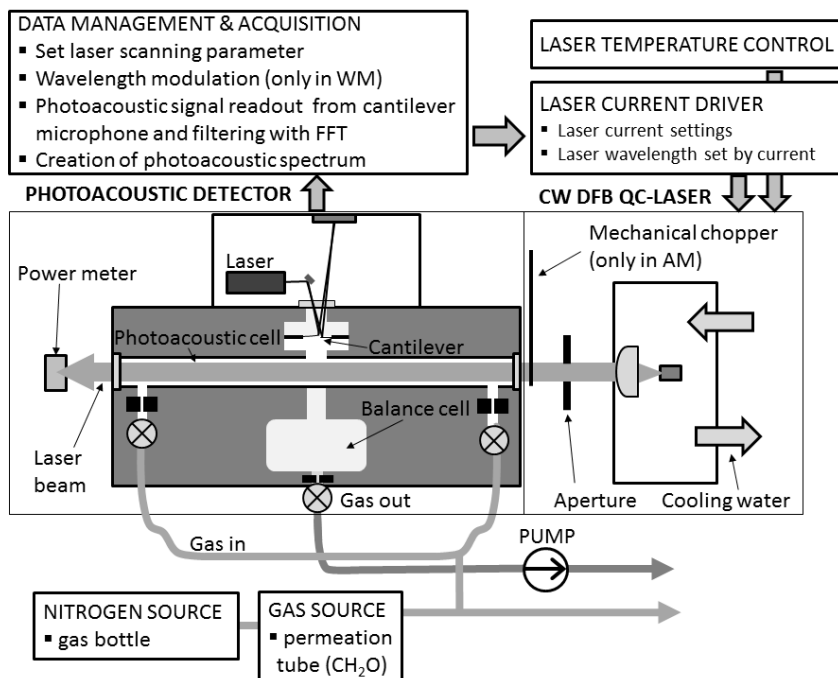 DATA MANAGEMENT & ACQUISITION
▪ Set laser scanning parameter
▪ Wavelength modulation (only in WM)
▪ Photoacoustic signal readout from cantilever
microphone and filtering with FFT
▪ Creation of photoacoustic spectrum
LASER TEMPERATURE CONTROL
LASER CURRENT DRIVER
▪ Laser current settings
▪ Laser wavelength set by current
PHOTOACOUSTIC DETECTOR
CW DFB QC-LASER
Mechanical chopper
(only in AM)
Laser
Power meter
Photoacoustic cell
Cantilever
Balance cell
Laser
beam
Gas out
Aperture
Cooling water
Gas in
PUMP
NITROGEN SOURCE
▪ gas bottle
GAS SOURCE
▪ permeation
tube (CH₂O)